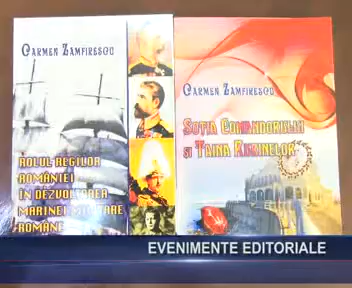 Carmen Zamfirescu
Rolul Regilor
României
în dezvoltarea
Marinei Militare
Române
Carmen Zamfirescu
Soția Comandorului
și Taina Rubinelor
EVENIMENTE EDITORIALE